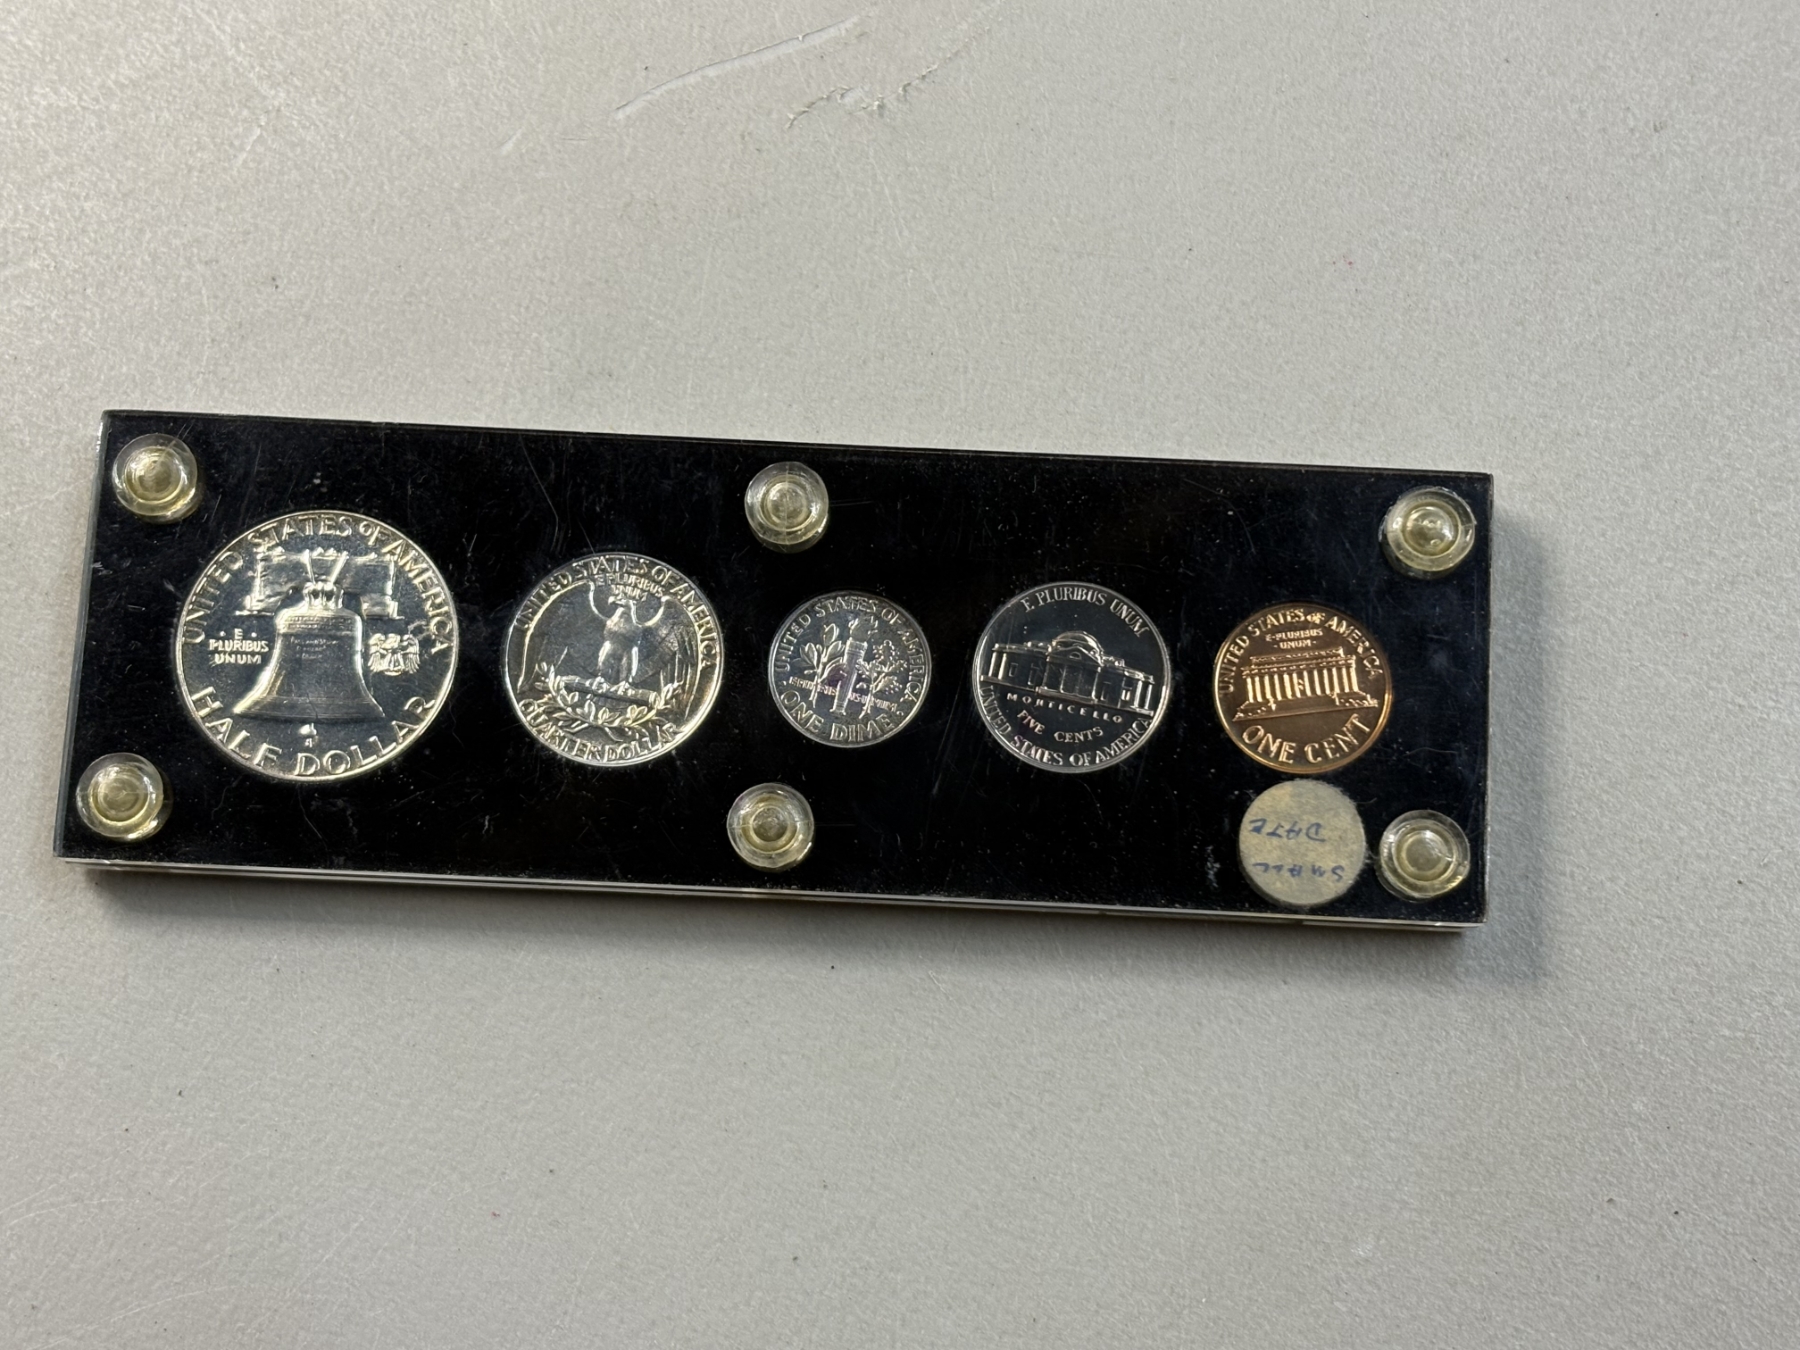 UNITED STATES OF AMERICA
· E ·
PLURIBUS
UNUM
HALF DOLLAR
UNITED STATES OF AMERICA
E PLURIBUS
UNUM
QUARTER DOLLAR
UNITED STATES OF AMERICA
ONE DIME
E PLURIBUS UNUM
MONTICELLO
FIVE CENTS
UNITED STATES OF AMERICA
UNITED STATES OF AMERICA
E·PLURIBUS
·UNUM·
ONE CENT
SMALL
DATE